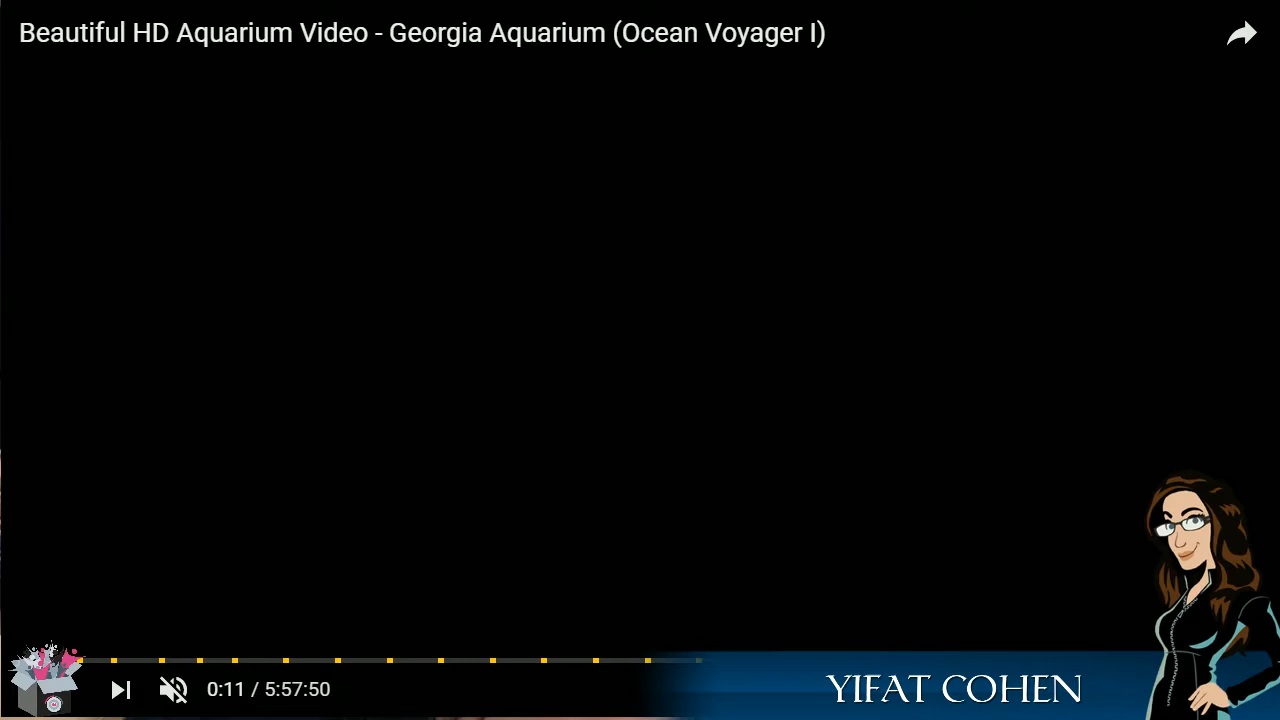 Beautiful HD Aquarium Video - Georgia Aquarium (Ocean Voyager I)
0:11 / 5:57:50
YIFAT COHEN